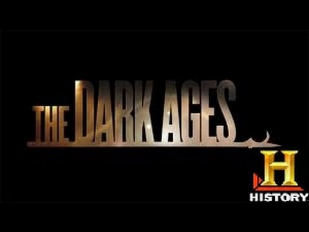 THE DARK AGES
H
HISTORY